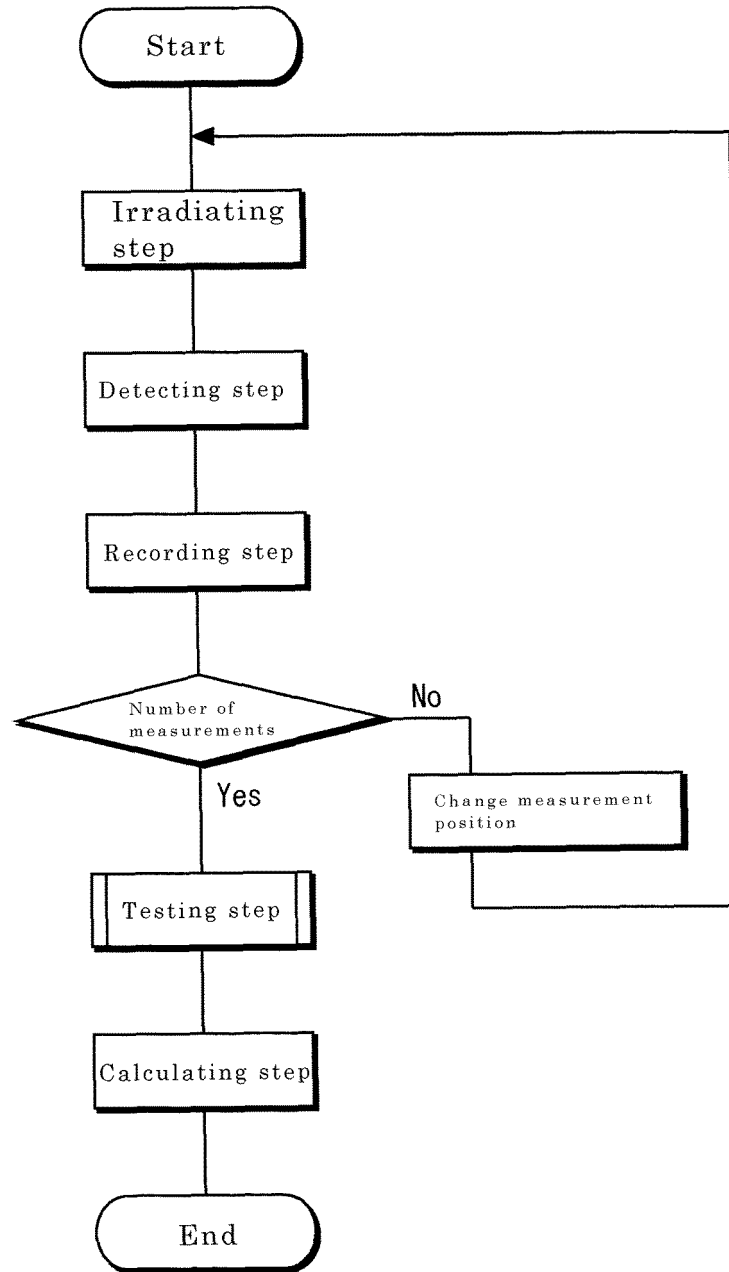 Start
Irradiating
step
Detecting step
Recording step
Number of
measurements
No
Yes
Change measurement
position
Testing step
Calculating step
End